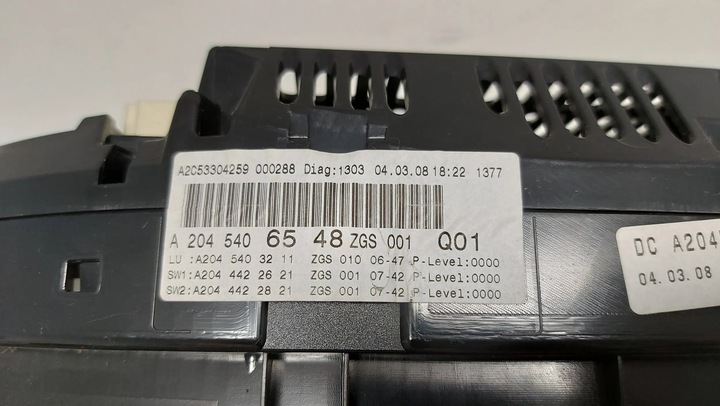 A2C53304259 000288 Diag:1303 04.03.08 18:22 1377
A 204 540 65 48 ZGS 001 Q01
LU :A204 540 32 11 ZGS 010 06-47 P-Level:0000
SW1:A204 442 26 21 ZGS 001 07-42 P-Level:0000
SW2:A204 442 28 21 ZGS 001 07-42 P-Level:0000
DC A204
04.03.08